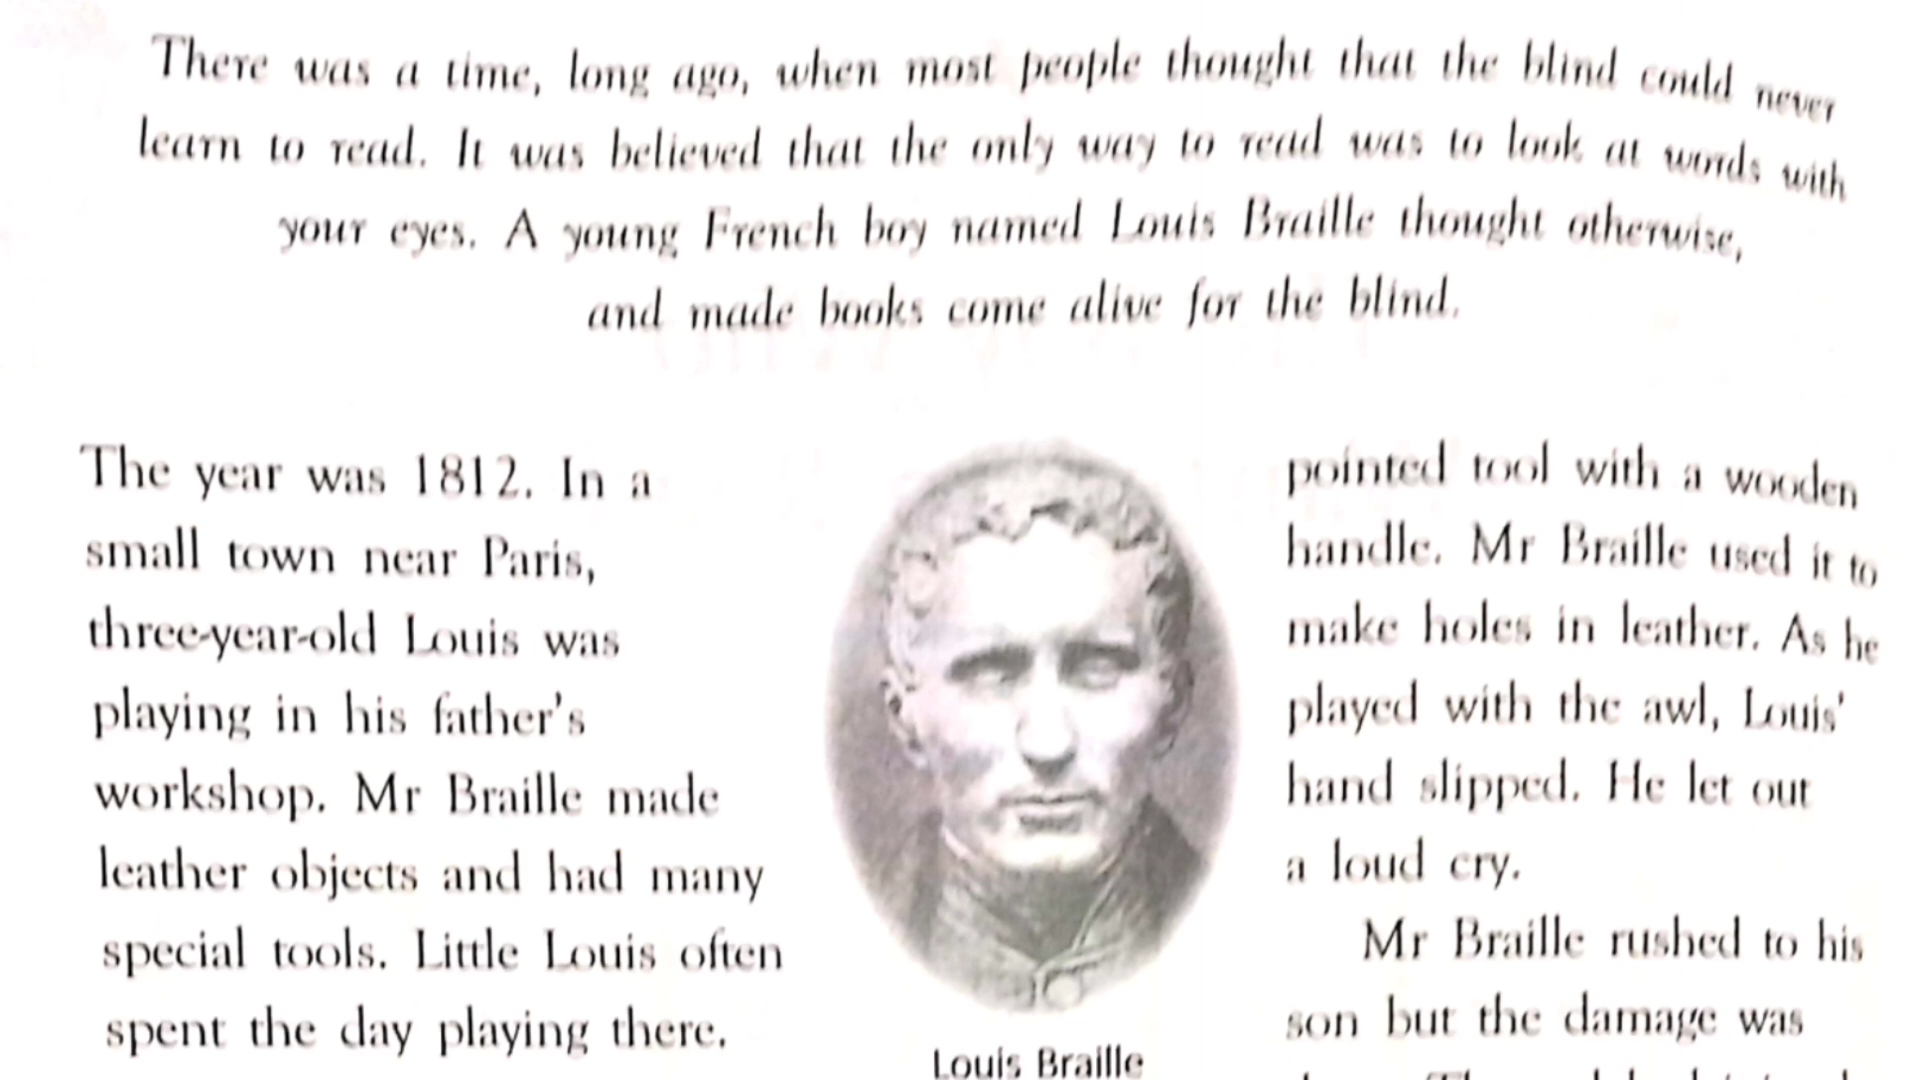 There was a time, long ago, when most people thought that the blind could never
learn to read. It was believed that the only way to read was to look at words with
your eyes. A young French boy named Louis Braille thought otherwise,
and made books come alive for the blind.
The year was 1812. In a
small town near Paris,
three-year-old Louis was
playing in his father's
workshop. Mr Braille made
leather objects and had many
special tools. Little Louis often
spent the day playing there.
Louis Braille
pointed tool with a wooden
handle. Mr Braille used it to
make holes in leather. As he
played with the awl, Louis'
hand slipped. He let out
a loud cry.
Mr Braille rushed to his
son but the damage was